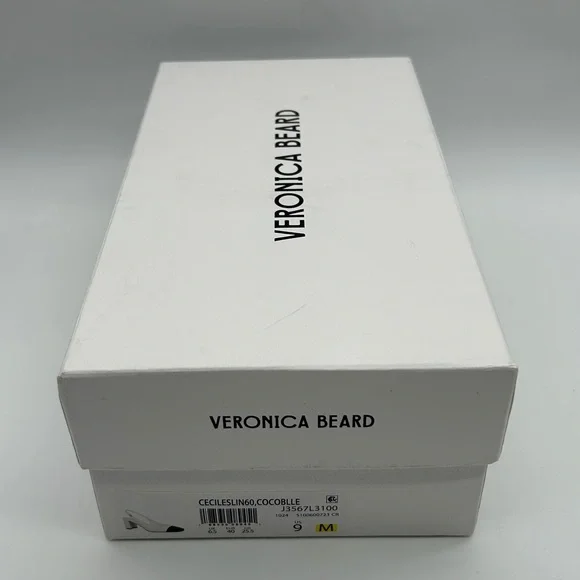 VERONICA BEARD
VERONICA BEARD
CECILESLIN60,COCOBLLE
J3567L3100
9 M